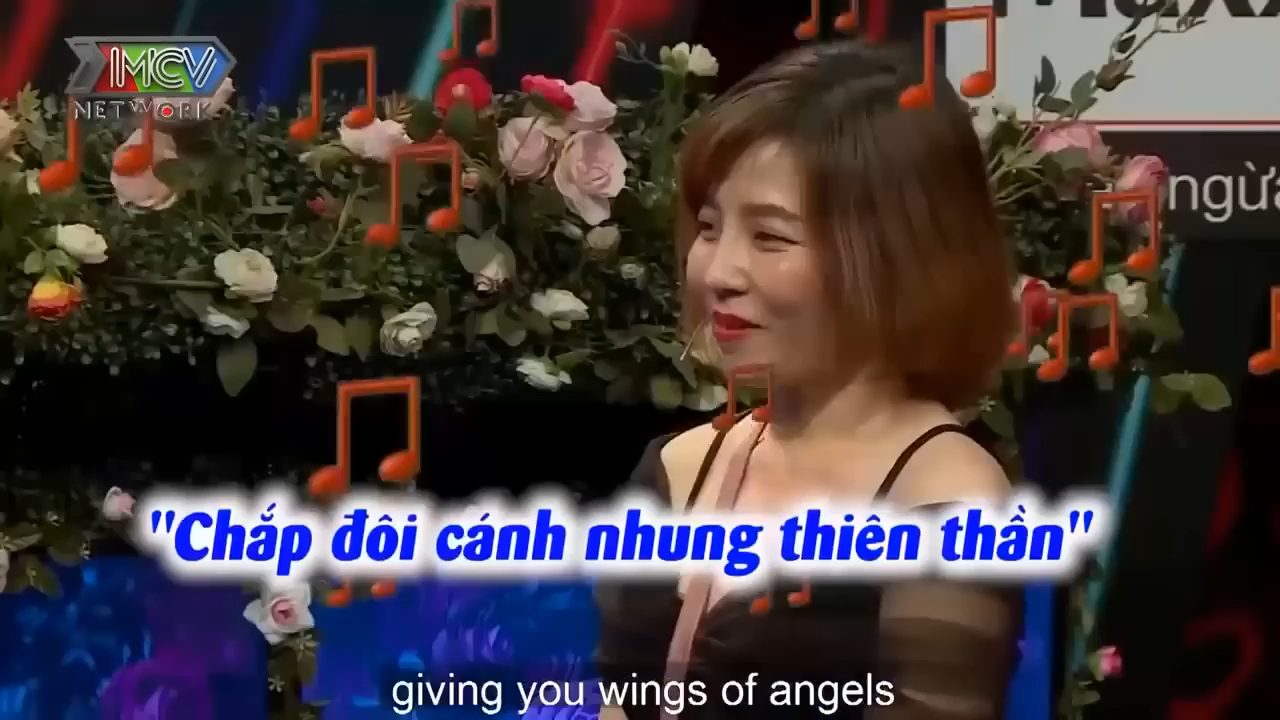 MCV
NETWORK
ngừa
"Chắp đôi cánh nhung thiên thần"
giving you wings of angels